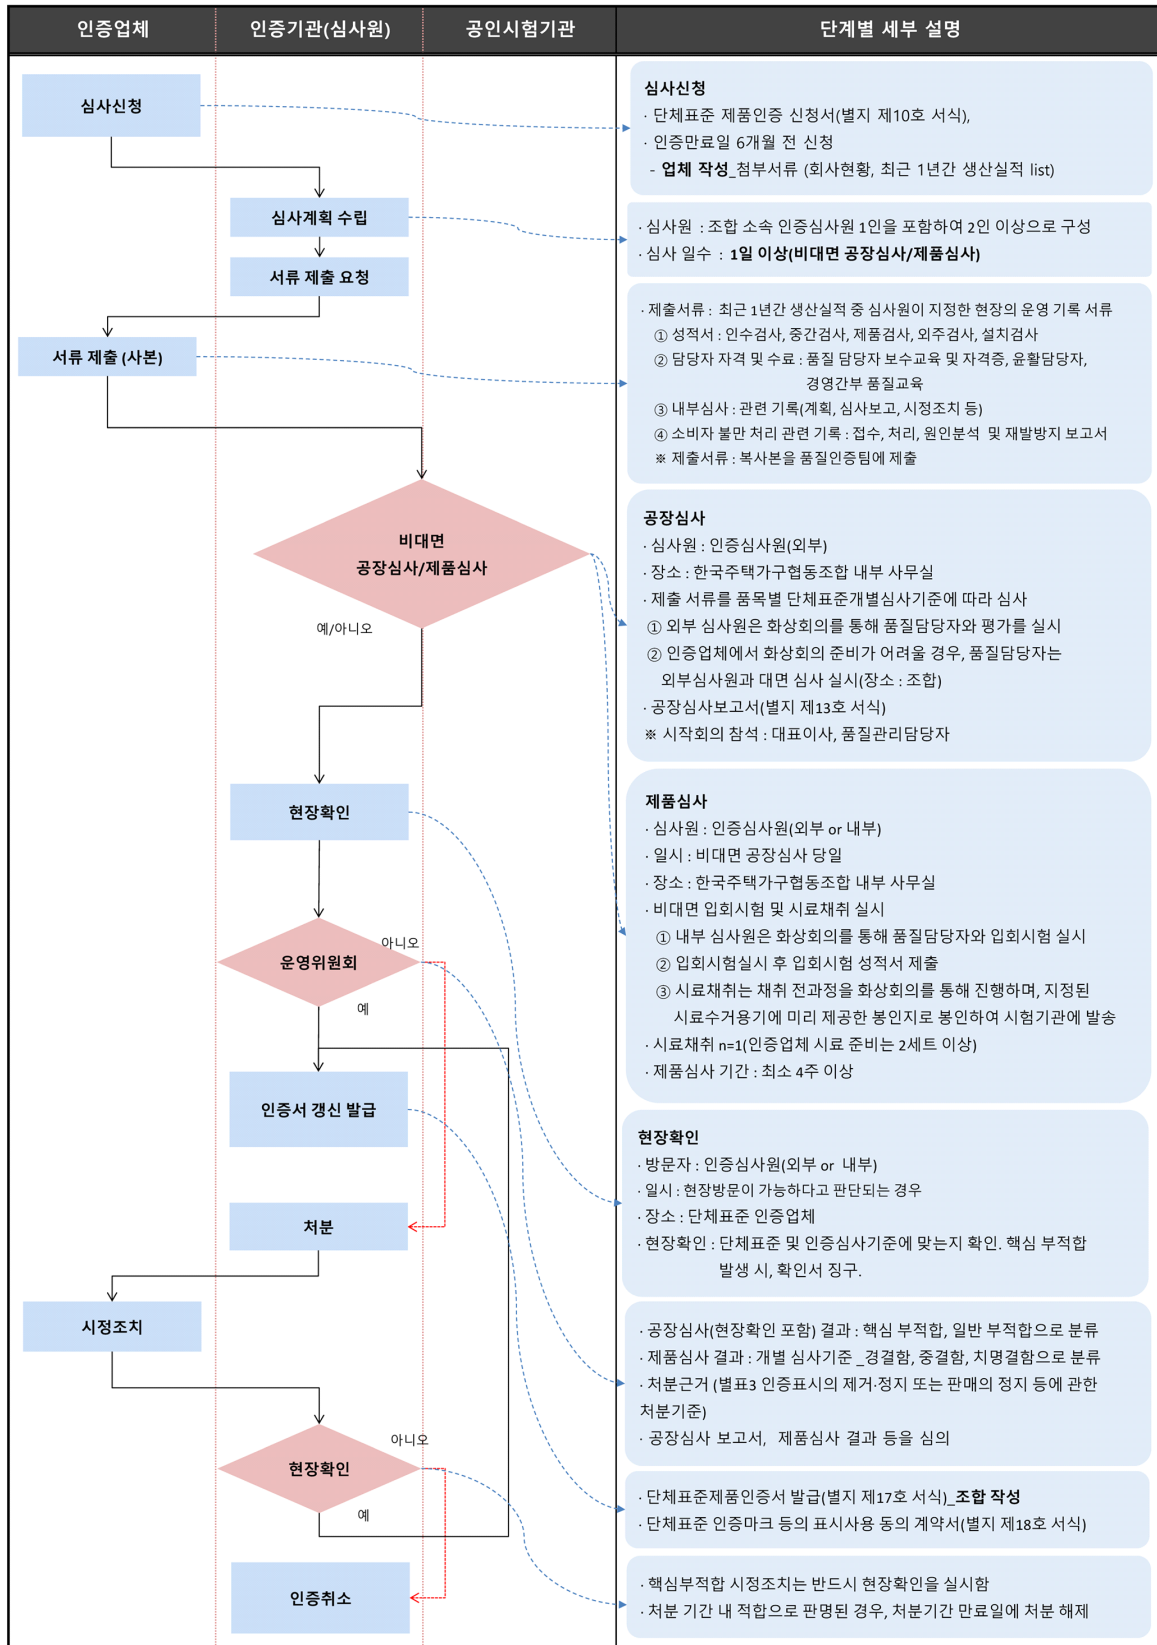 인증업체
인증기관(심사원)
공인시험기관
단계별 세부 설명
심사신청
심사계획 수립
서류 제출 요청
서류 제출 (사본)
비대면
공장심사/제품심사
예/아니오
현장확인
아니오
운영위원회
예
인증서 갱신 발급
처분
시정조치
아니오
현장확인
예
인증취소
심사신청
· 단체표준 제품인증 신청서(별지 제10호 서식),
· 인증만료일 6개월 전 신청
- 업체 작성_첨부서류 (회사현황, 최근 1년간 생산실적 list)
· 심사원 : 조합 소속 인증심사원 1인을 포함하여 2인 이상으로 구성
· 심사 일수 : 1일 이상(비대면 공장심사/제품심사)
· 제출서류 : 최근 1년간 생산실적 중 심사원이 지정한 현장의 운영 기록 서류
① 성적서 : 인수검사, 중간검사, 제품검사, 외주검사, 설치검사
② 담당자 자격 및 수료 : 품질 담당자 보수교육 및 자격증, 윤활담당자,
경영간부 품질교육
③ 내부심사 : 관련 기록(계획, 심사보고, 시정조치 등)
④ 소비자 불만 처리 관련 기록 : 접수, 처리, 원인분석 및 재발방지 보고서
※ 제출서류 : 복사본을 품질인증팀에 제출
공장심사
· 심사원 : 인증심사원(외부)
· 장소 : 한국주택가구협동조합 내부 사무실
· 제출 서류를 품목별 단체표준개별심사기준에 따라 심사
① 외부 심사원은 화상회의를 통해 품질담당자와 평가를 실시
② 인증업체에서 화상회의 준비가 어려울 경우, 품질담당자는
외부심사원과 대면 심사 실시(장소 : 조합)
· 공장심사보고서(별지 제13호 서식)
※ 시작회의 참석 : 대표이사, 품질관리담당자
제품심사
· 심사원 : 인증심사원(외부 or 내부)
· 일시 : 비대면 공장심사 당일
· 장소 : 한국주택가구협동조합 내부 사무실
· 비대면 입회시험 및 시료채취 실시
① 내부 심사원은 화상회의를 통해 품질담당자와 입회시험 실시
② 입회시험실시 후 입회시험 성적서 제출
③ 시료채취는 채취 전과정을 화상회의를 통해 진행하며, 지정된
시료수거용기에 미리 제공한 봉인지로 봉인하여 시험기관에 발송
· 시료채취 n=1(인증업체 시료 준비는 2세트 이상)
· 제품심사 기간 : 최소 4주 이상
현장확인
· 방문자 : 인증심사원(외부 or 내부)
· 일시 : 현장방문이 가능하다고 판단되는 경우
· 장소 : 단체표준 인증업체
· 현장확인 : 단체표준 및 인증심사기준에 맞는지 확인. 핵심 부적합
발생 시, 확인서 징구.
· 공장심사(현장확인 포함) 결과 : 핵심 부적합, 일반 부적합으로 분류
· 제품심사 결과 : 개별 심사기준 _경결함, 중결함, 치명결함으로 분류
· 처분근거 (별표3 인증표시의 제거·정지 또는 판매의 정지 등에 관한
처분기준)
· 공장심사 보고서, 제품심사 결과 등을 심의
· 단체표준제품인증서 발급(별지 제17호 서식)_조합 작성
· 단체표준 인증마크 등의 표시사용 동의 계약서(별지 제18호 서식)
· 핵심부적합 시정조치는 반드시 현장확인을 실시함
· 처분 기간 내 적합으로 판명된 경우, 처분기간 만료일에 처분 해제